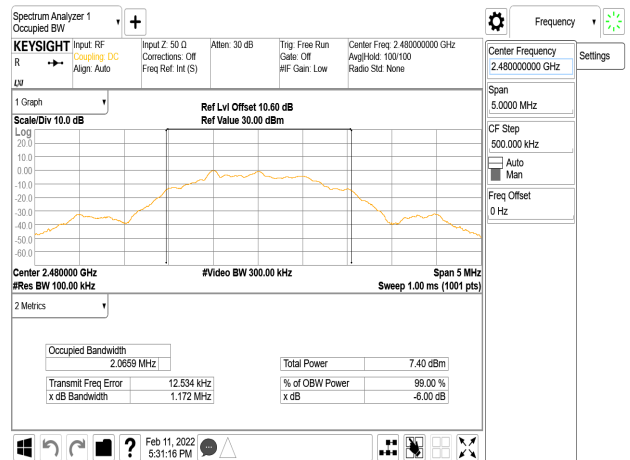 Spectrum Analyzer 1
Occupied BW
Frequency
KEYSIGHT
R
Input: RF
Coupling: DC
Align: Auto
Input Z: 50 Ω
Corrections: Off
Freq Ref: Int (S)
Atten: 30 dB
Trig: Free Run
Gate: Off
#IF Gain: Low
Center Freq: 2.480000000 GHz
Avg|Hold: 100/100
Radio Std: None
1 Graph
Scale/Div 10.0 dB
Ref Lvl Offset 10.60 dB
Ref Value 30.00 dBm
Log
20.0
10.0
0.00
-10.0
-20.0
-30.0
-40.0
-50.0
-60.0
Center 2.480000 GHz
#Res BW 100.00 kHz
#Video BW 300.00 kHz
Span 5 MHz
Sweep 1.00 ms (1001 pts)
2 Metrics
Occupied Bandwidth
2.0659 MHz
Transmit Freq Error 12.534 kHz
x dB Bandwidth 1.172 MHz
Total Power 7.40 dBm
% of OBW Power 99.00 %
x dB -6.00 dB
Feb 11, 2022
5:31:16 PM
?
Center Frequency
2.480000000 GHz
Settings
Span
5.0000 MHz
CF Step
500.000 kHz
Auto
Man
Freq Offset
0 Hz